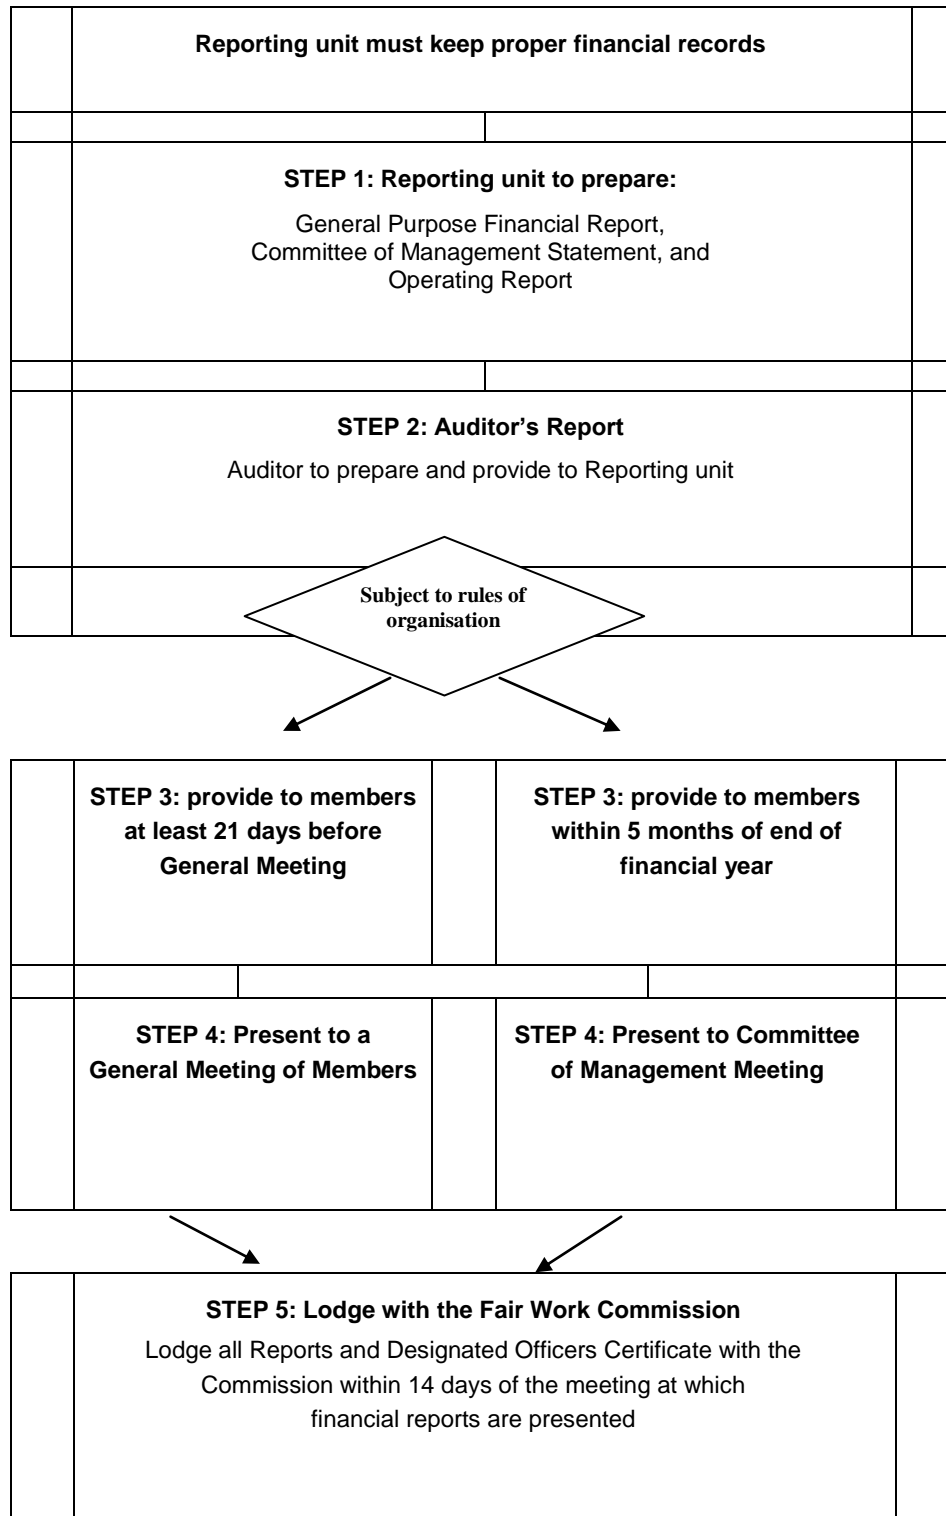 Reporting unit must keep proper financial records
STEP 1: Reporting unit to prepare:
General Purpose Financial Report,
Committee of Management Statement, and
Operating Report
STEP 2: Auditor’s Report
Auditor to prepare and provide to Reporting unit
Subject to rules of
organisation
STEP 3: provide to members
at least 21 days before
General Meeting
STEP 3: provide to members
within 5 months of end of
financial year
STEP 4: Present to a
General Meeting of Members
STEP 4: Present to Committee
of Management Meeting
STEP 5: Lodge with the Fair Work Commission
Lodge all Reports and Designated Officers Certificate with the
Commission within 14 days of the meeting at which
financial reports are presented